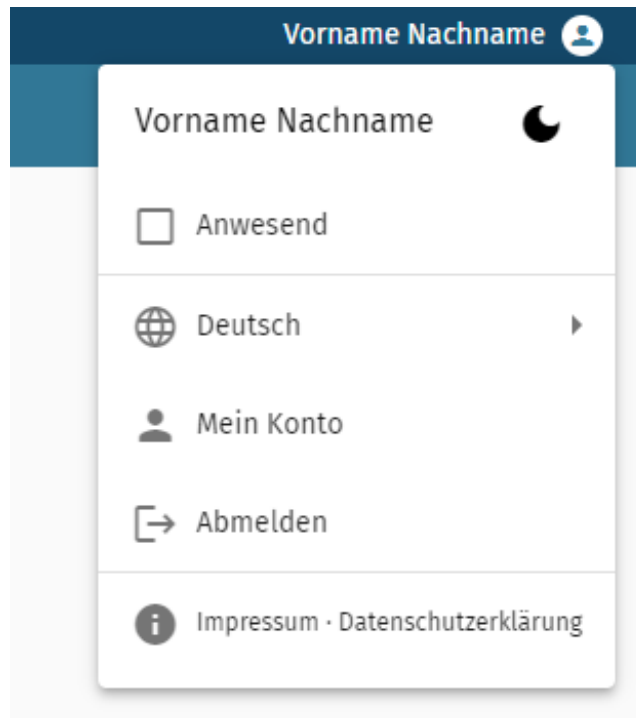 Vorname Nachname
Vorname Nachname
Anwesend
Deutsch
Mein Konto
Abmelden
Impressum · Datenschutzerklärung